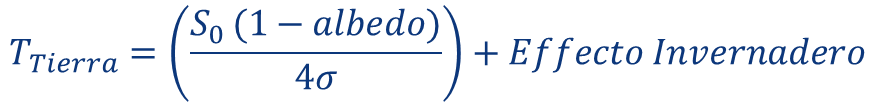 T_Tierra = (S_0 (1 − albedo) / 4σ) + Effecto Invernadero